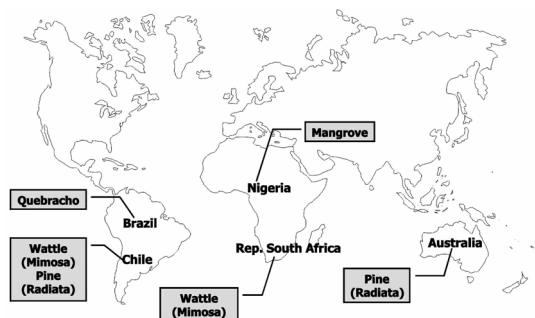 Mangrove
Nigeria
Quebracho
Brazil
Wattle
(Mimosa)
Pine
(Radiata)
Chile
Rep. South Africa
Australia
Wattle
(Mimosa)
Pine
(Radiata)